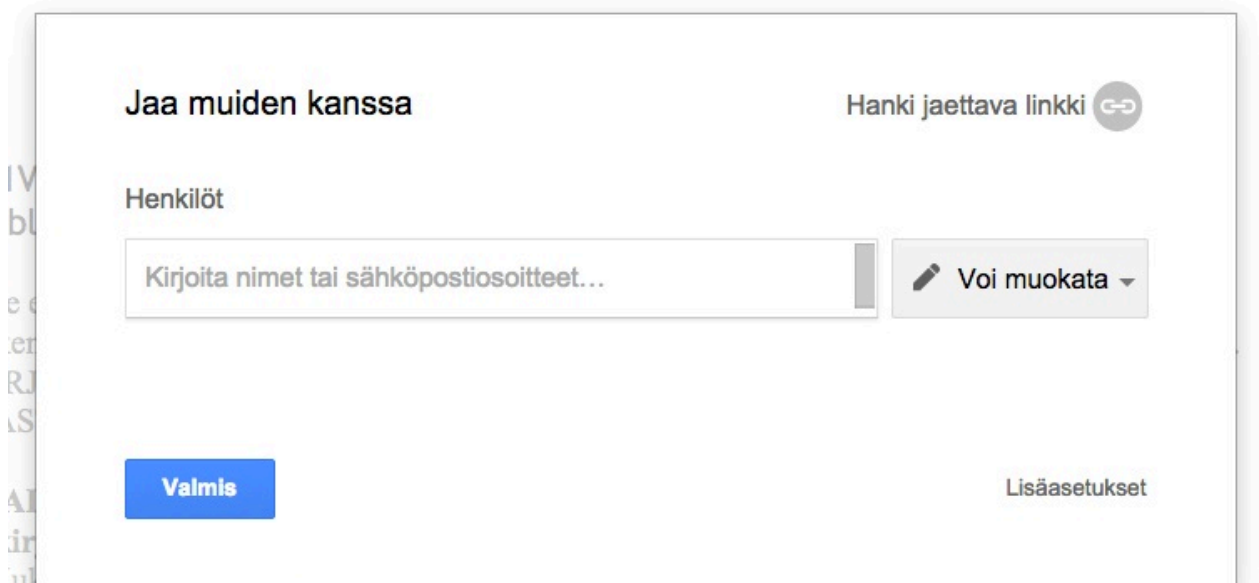 Jaa muiden kanssa
Hanki jaettava linkki
Henkilöt
Kirjoita nimet tai sähköpostiosoitteet...
Voi muokata
Valmis
Lisäasetukset